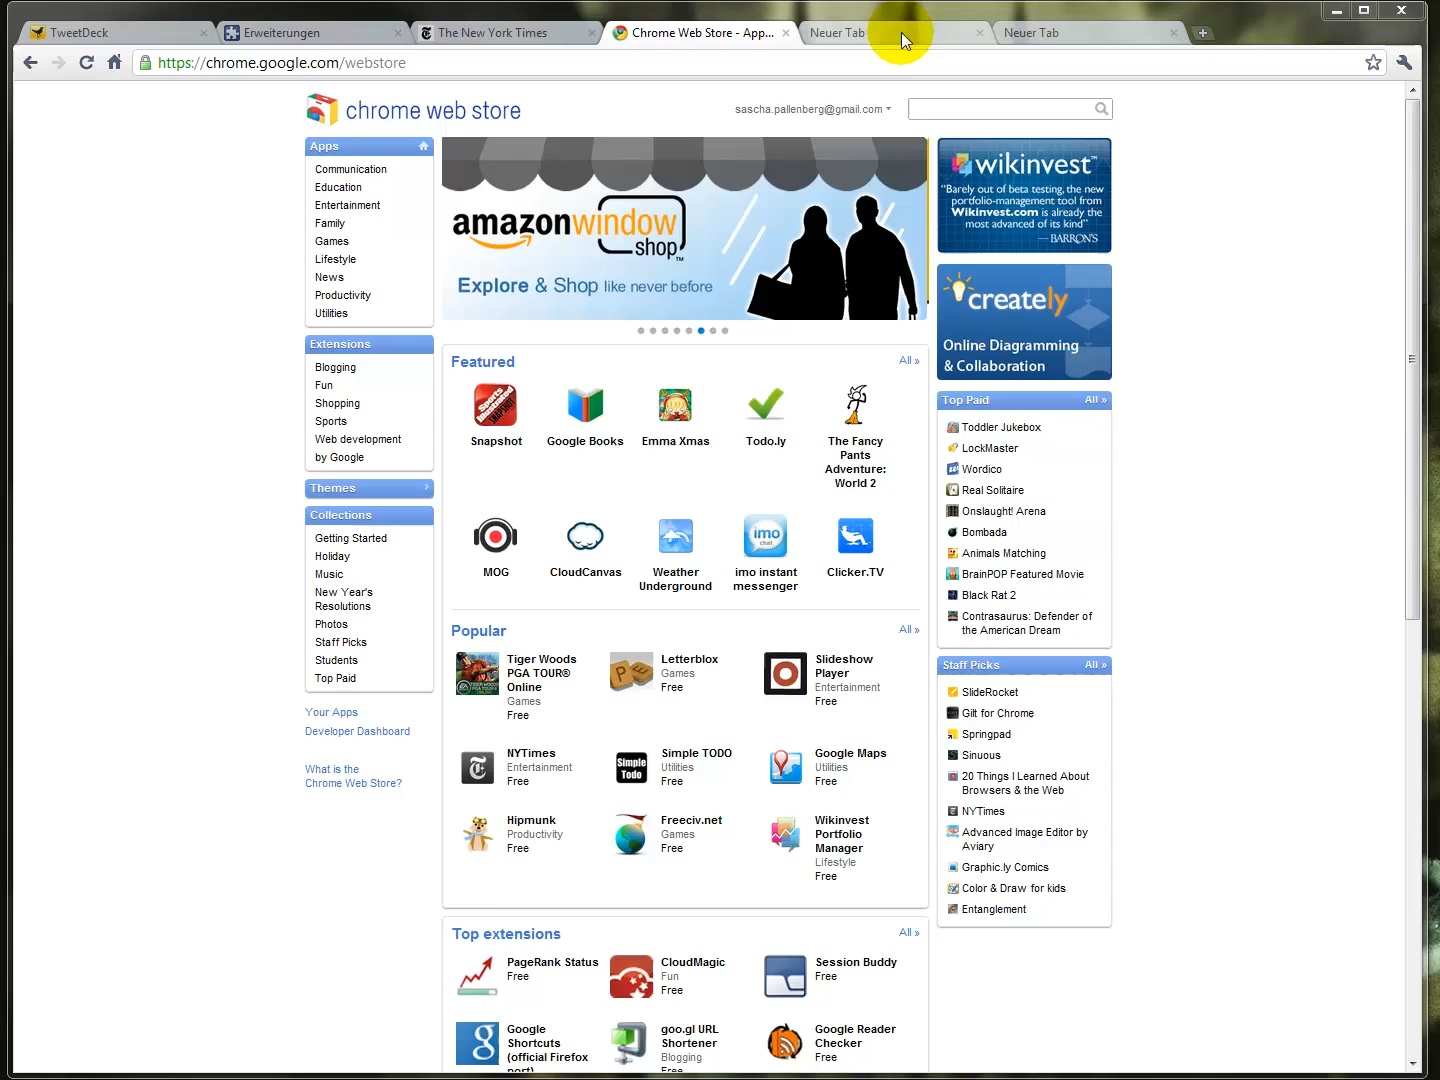 TweetDeck
Erweiterungen
The New York Times
Chrome Web Store - App...
Neuer Tab
Neuer Tab
https://chrome.google.com/webstore
chrome web store
sascha.pallenberg@gmail.com
Apps
Communication
Education
Entertainment
Family
Games
Lifestyle
News
Productivity
Utilities
Extensions
Blogging
Fun
Shopping
Sports
Web development
by Google
Themes
Collections
Getting Started
Holiday
Music
New Year's
Resolutions
Photos
Staff Picks
Students
Top Paid
Your Apps
Developer Dashboard
What is the
Chrome Web Store?
amazonwindow
shop™
Explore & Shop like never before
Featured
All »
Snapshot
Google Books
Emma Xmas
Todo.ly
The Fancy
Pants
Adventure:
World 2
MOG
CloudCanvas
Weather
Underground
imo
chat
imo instant
messenger
Clicker.TV
Popular
All »
Tiger Woods
PGA TOUR®
Online
Games
Free
Letterblox
Games
Free
Slideshow
Player
Entertainment
Free
NYTimes
Entertainment
Free
Simple
Todo
Simple TODO
Utilities
Free
Google Maps
Utilities
Free
Hipmunk
Productivity
Free
Freeciv.net
Games
Free
Wikinvest
Portfolio
Manager
Lifestyle
Free
Top extensions
All »
PageRank Status
Free
CloudMagic
Fun
Free
Session Buddy
Free
Google
Shortcuts
(official Firefox
port)
goo.gl URL
Shortener
Blogging
Free
Google Reader
Checker
Free
wikinvest™
"Barely out of beta testing, the new
portfolio-management tool from
Wikinvest.com is already the
most advanced of its kind"
—BARRON'S
creately
Online Diagramming
& Collaboration
Top Paid
All »
Toddler Jukebox
LockMaster
Wordico
Real Solitaire
Onslaught! Arena
Bombada
Animals Matching
BrainPOP Featured Movie
Black Rat 2
Contrasaurus: Defender of
the American Dream
Staff Picks
All »
SlideRocket
Gilt for Chrome
Springpad
Sinuous
20 Things I Learned About
Browsers & the Web
NYTimes
Advanced Image Editor by
Aviary
Graphic.ly Comics
Color & Draw for kids
Entanglement